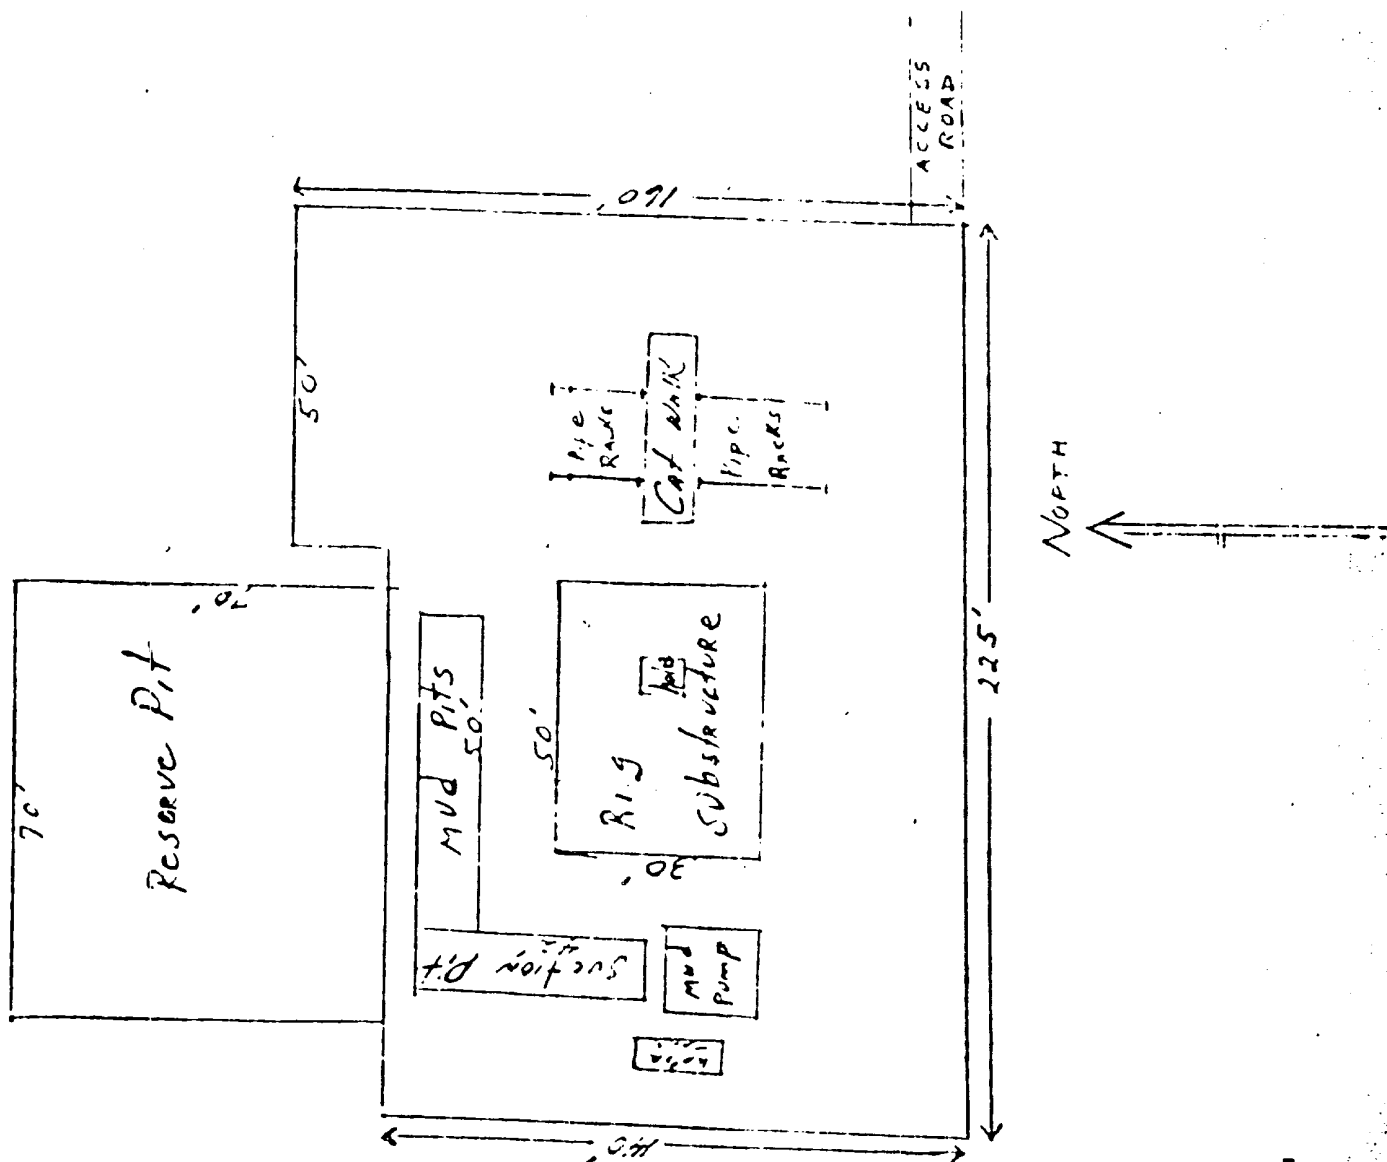 ACCESS
ROAD
160'
50'
Pipe
Racks
Cat Walk
Pipe
Racks
NORTH
70'
70'
Reserve Pit
Mud Pits
50'
50'
Rig
Substructure
30'
225'
Suction Pit
Mud
Pump
140'